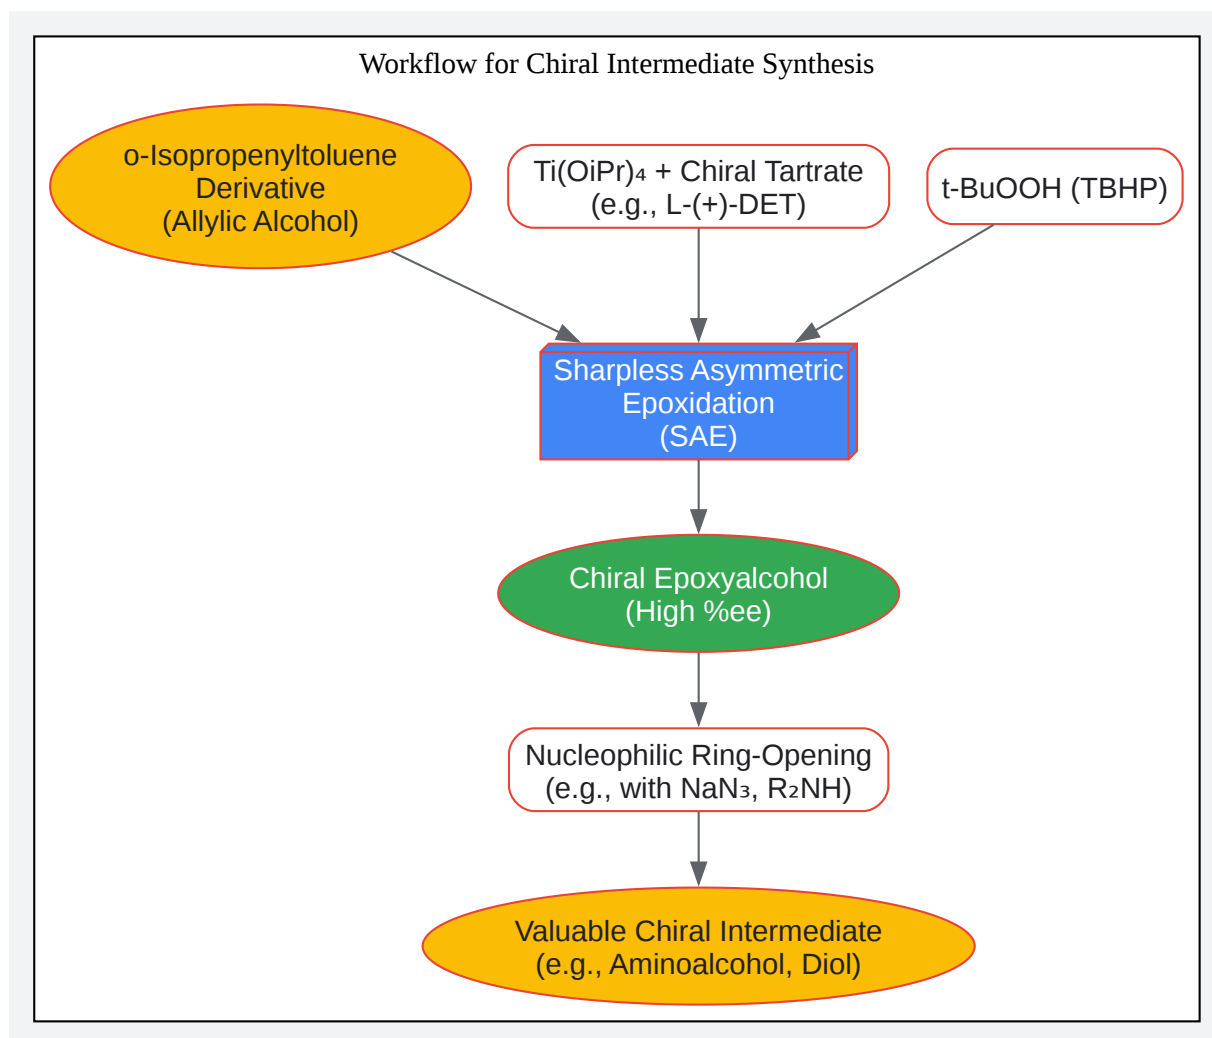 Workflow for Chiral Intermediate Synthesis
o-Isopropenyltoluene
Derivative
(Allylic Alcohol)
Ti(OiPr)₄ + Chiral Tartrate
(e.g., L-(+)-DET)
t-BuOOH (TBHP)
Sharpless Asymmetric
Epoxidation
(SAE)
Chiral Epoxyalcohol
(High %ee)
Nucleophilic Ring-Opening
(e.g., with NaN₃, R₂NH)
Valuable Chiral Intermediate
(e.g., Aminoalcohol, Diol)